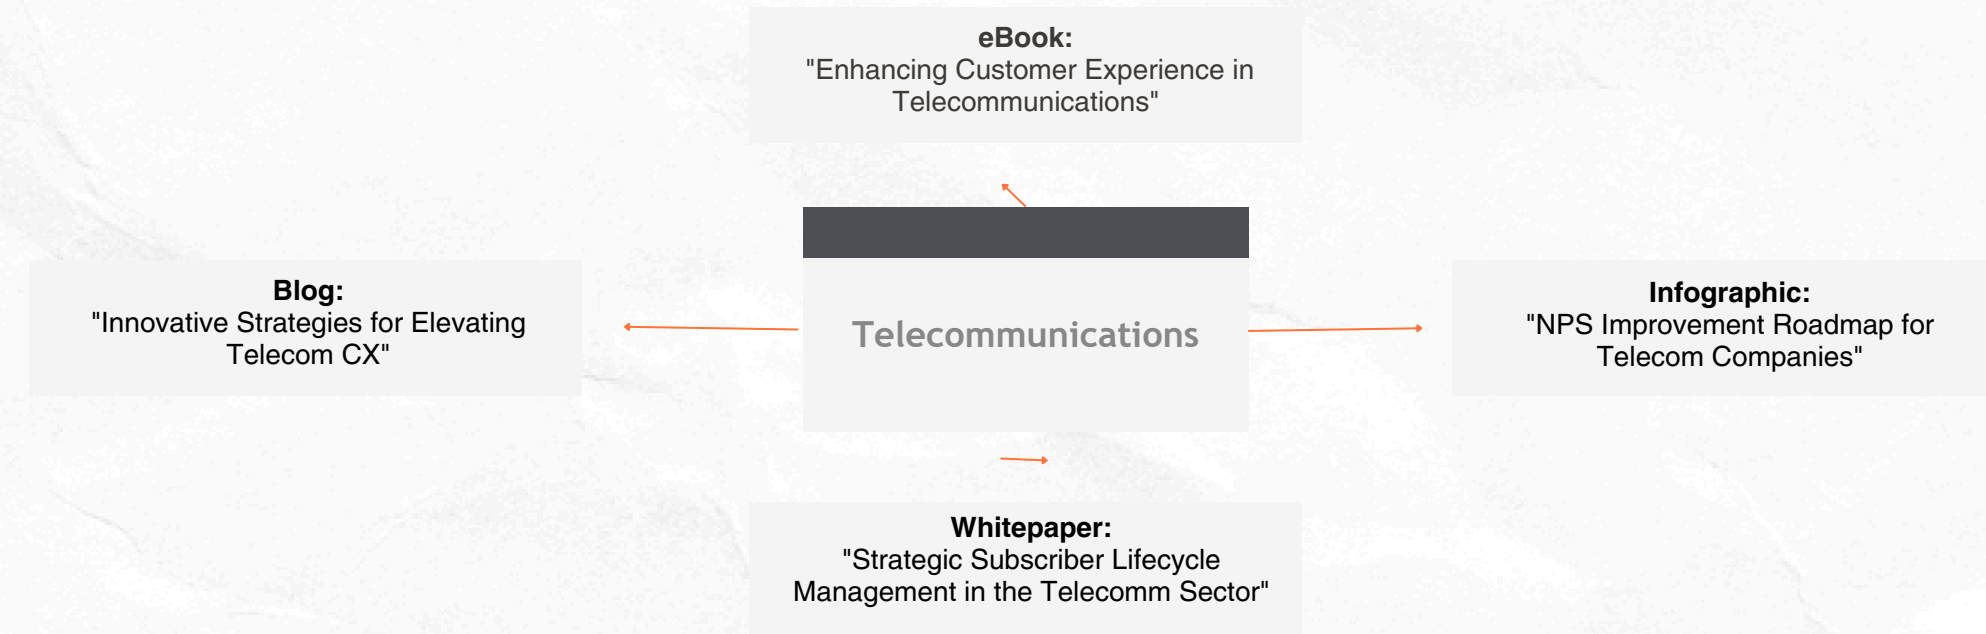 eBook:
"Enhancing Customer Experience in
Telecommunications"
Blog:
"Innovative Strategies for Elevating
Telecom CX"
Telecommunications
Infographic:
"NPS Improvement Roadmap for
Telecom Companies"
Whitepaper:
"Strategic Subscriber Lifecycle
Management in the Telecomm Sector"